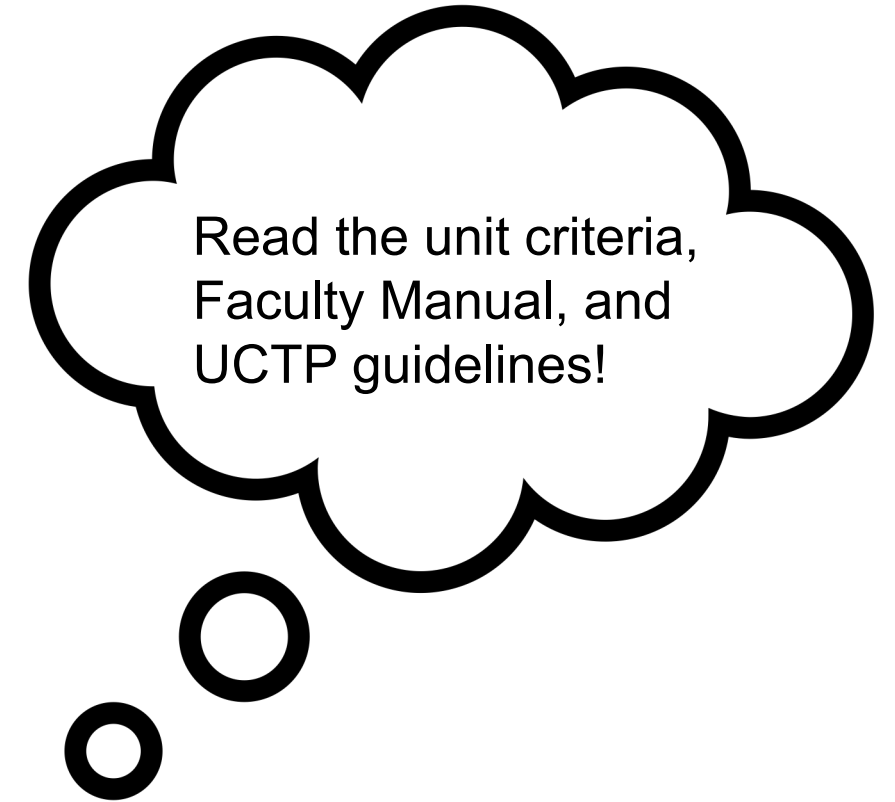 Read the unit criteria,
Faculty Manual, and
UCTP guidelines!